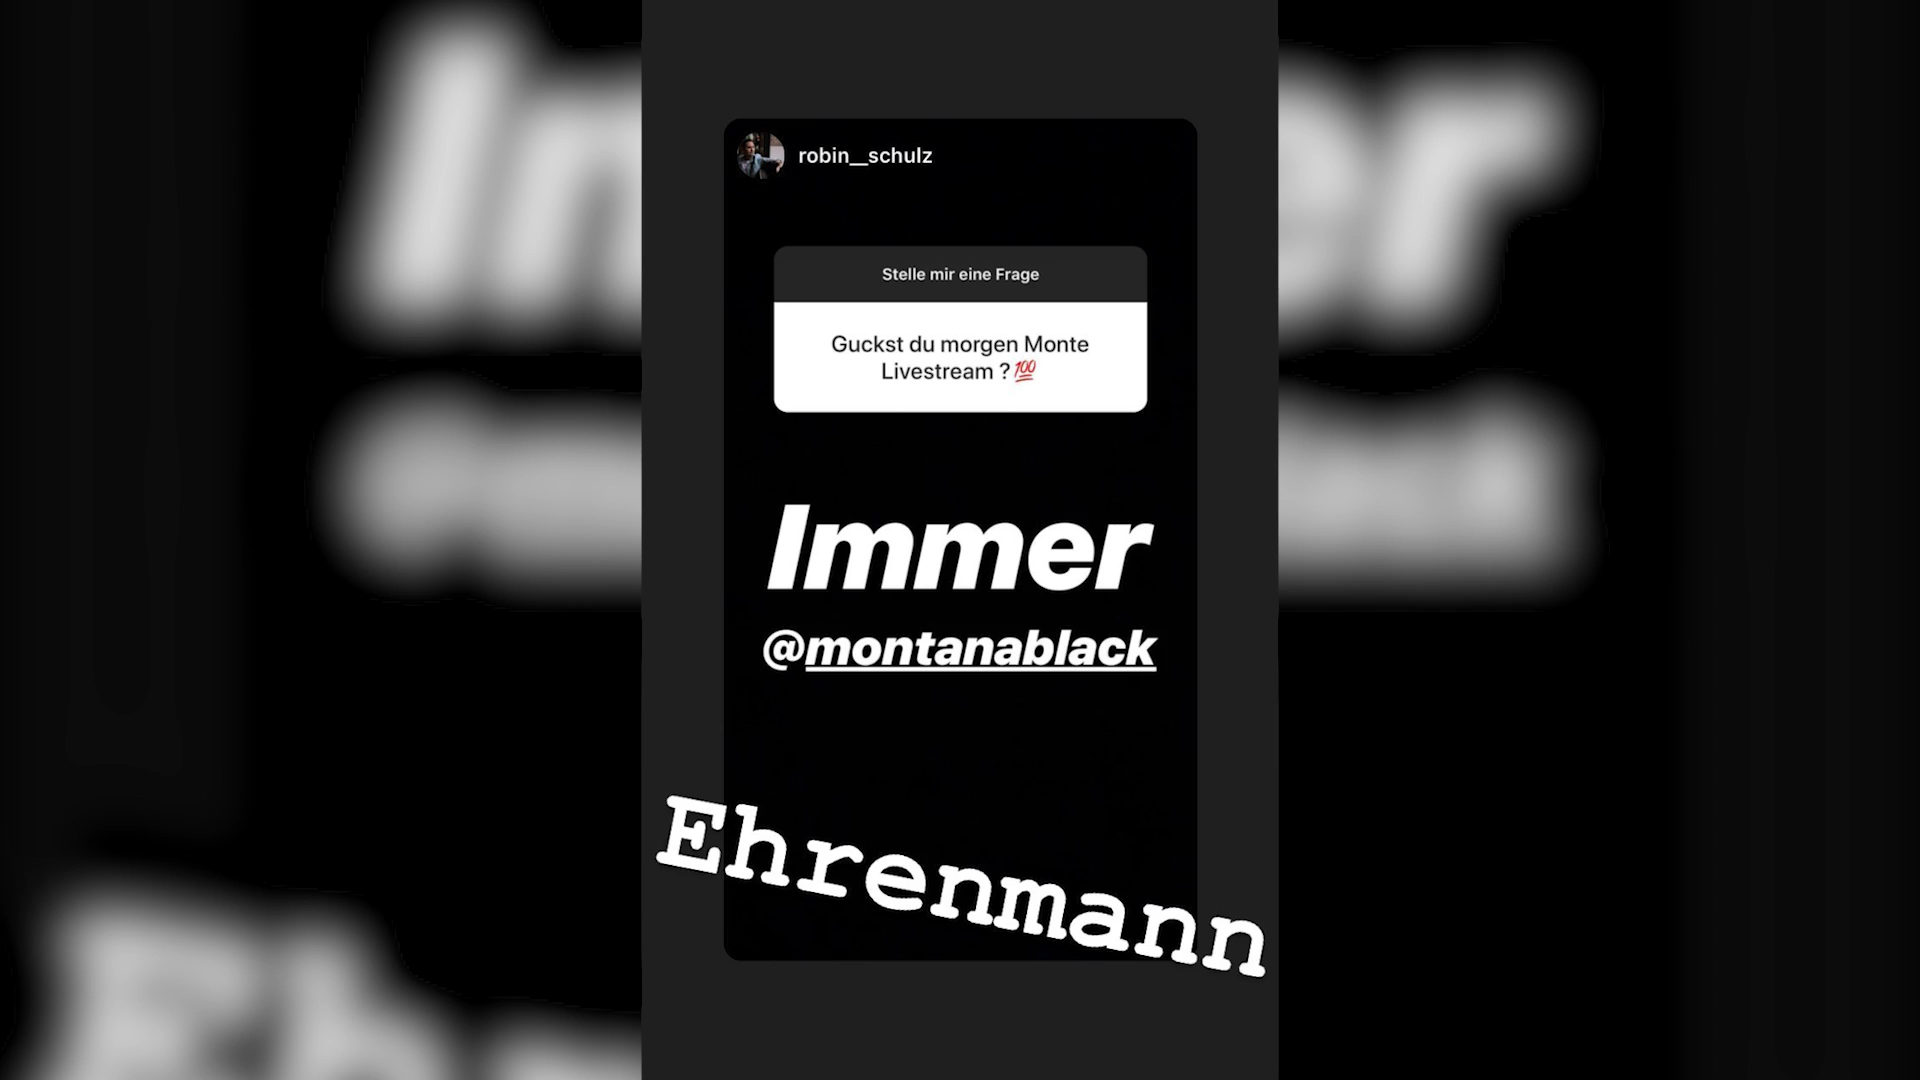 robin__schulz
Stelle mir eine Frage
Guckst du morgen Monte
Livestream ?💯
Immer
@montanablack
Ehrenmann